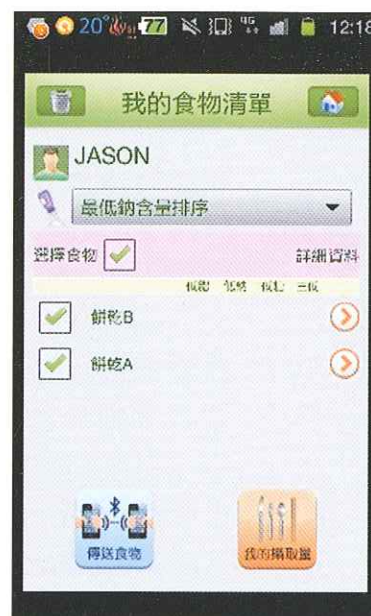 20° 77 4G 12:18
我的食物清單
JASON
最低鈉含量排序
選擇食物 詳細資料
餅乾B
餅乾A
傳送食物 我的攝取量